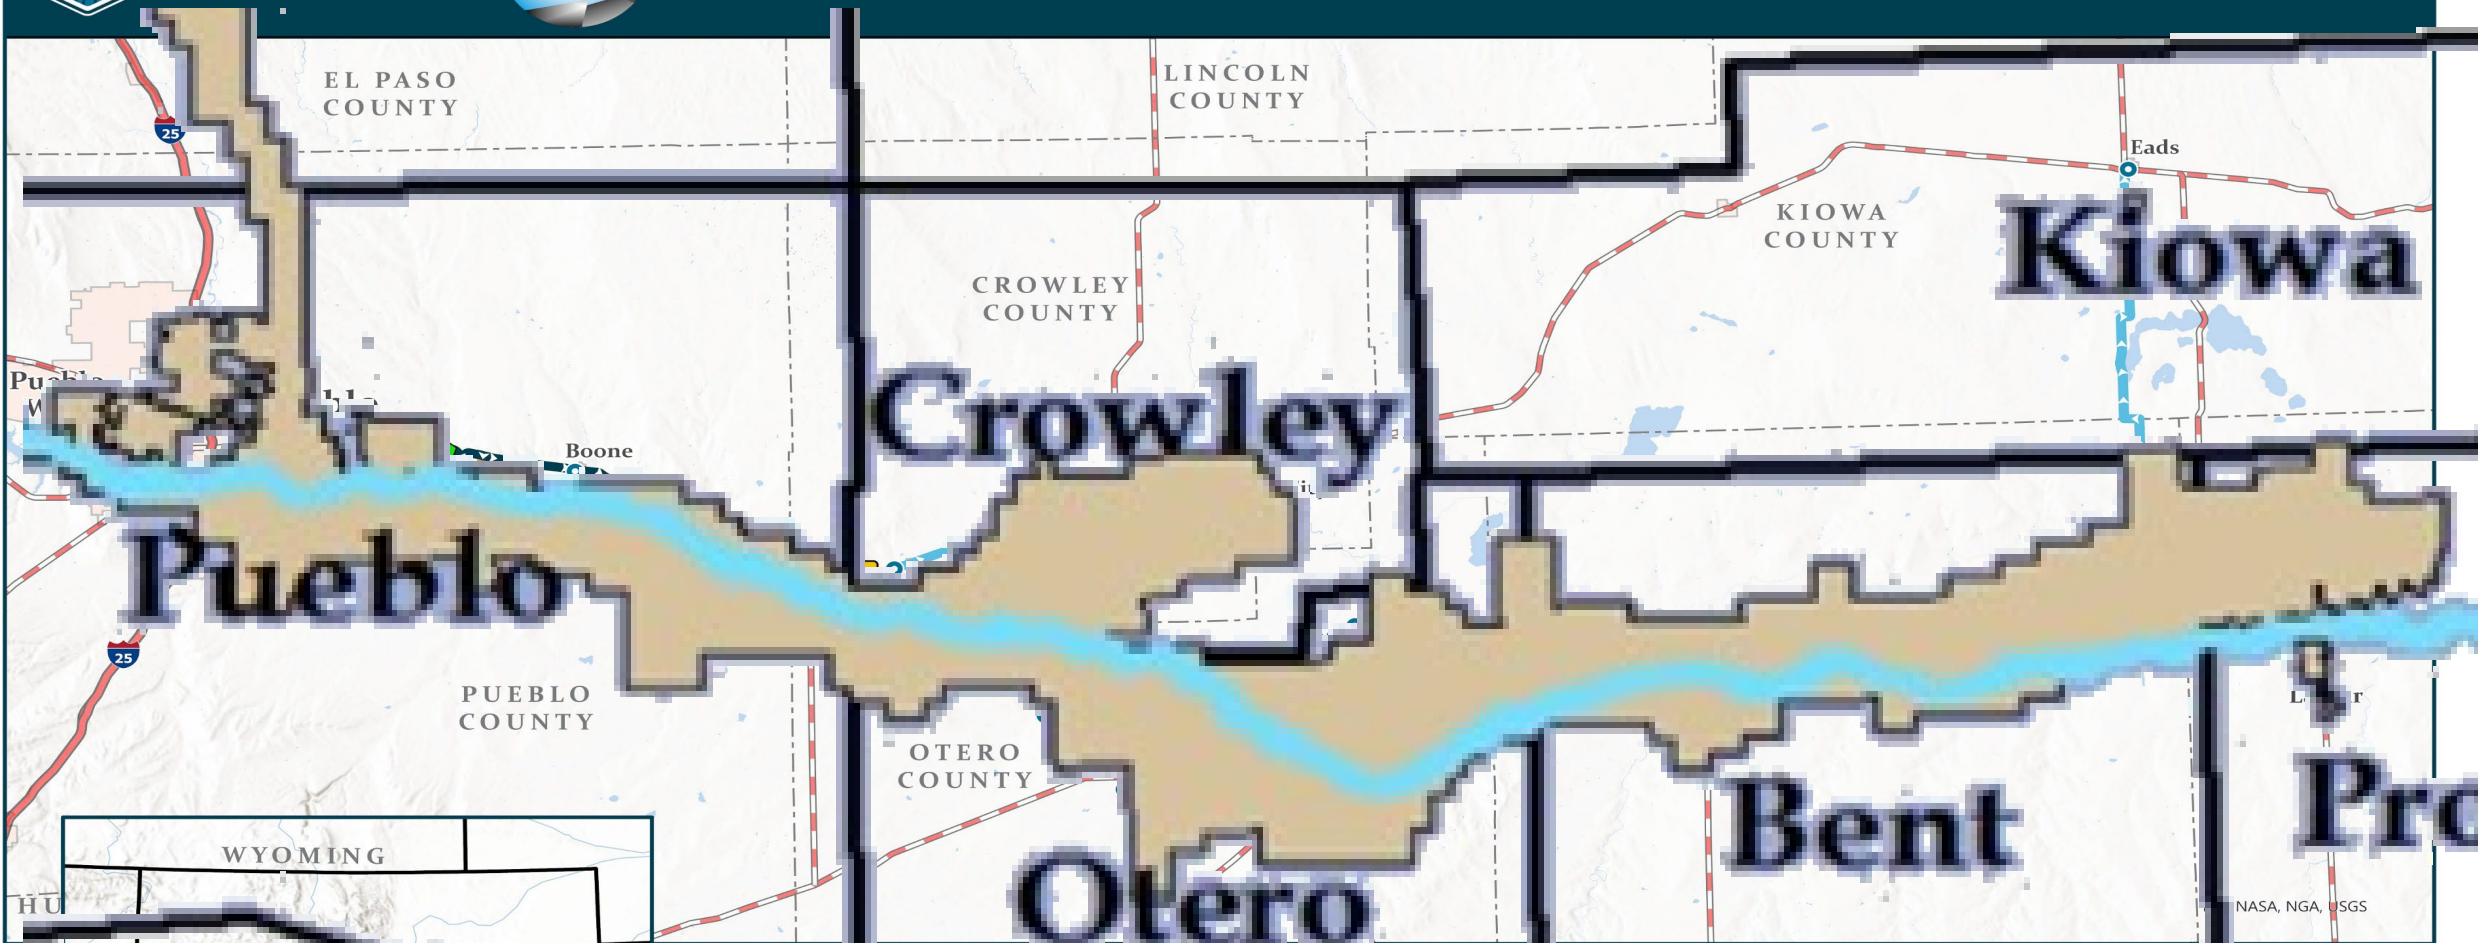 EL PASO
COUNTY
LINCOLN
COUNTY
25
Eads
KIOWA
COUNTY
Kiowa
CROWLEY
COUNTY
Crowley
Boone
Pueblo
25
PUEBLO
COUNTY
OTERO
COUNTY
Bent
Otero
WYOMING
NASA, NGA, USGS